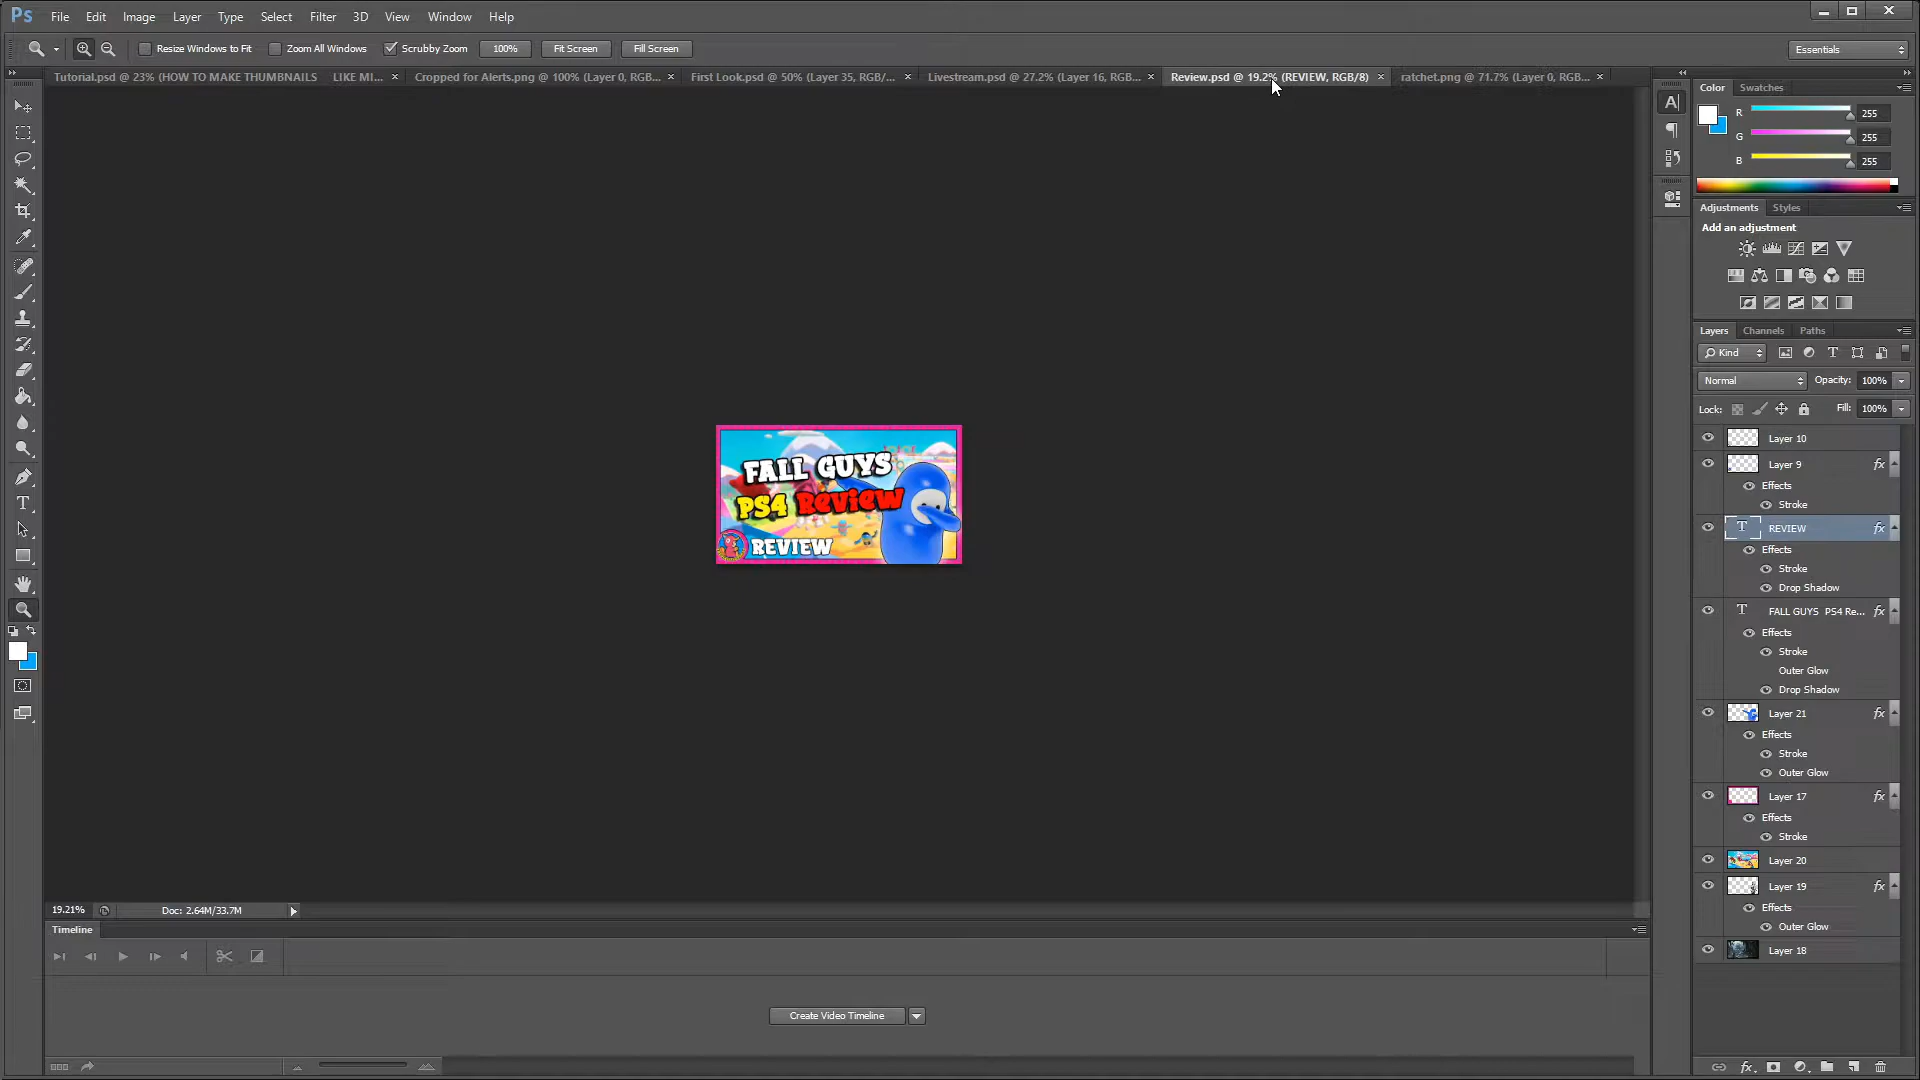 Ps File Edit Image Layer Type Select Filter 3D View Window Help
Resize Windows to Fit Zoom All Windows Scrubby Zoom 100% Fit Screen Fill Screen Essentials
Tutorial.psd @ 23% (HOW TO MAKE THUMBNAILS LIKE MI... × Cropped for Alerts.png @ 100% (Layer 0, RGB... × First Look.psd @ 50% (Layer 35, RGB/... × Livestream.psd @ 27.2% (Layer 16, RGB... × Review.psd @ 19.2% (REVIEW, RGB/8) × ratchet.png @ 71.7% (Layer 0, RGB... ×
Color Swatches
R 255
G 255
B 255
Adjustments Styles
Add an adjustment
Layers Channels Paths
Kind
Normal Opacity: 100%
Lock: Fill: 100%
Layer 10
Layer 9 fx
Effects
Stroke
T REVIEW fx
Effects
Stroke
Drop Shadow
T FALL GUYS PS4 Re... fx
Effects
Stroke
Outer Glow
Drop Shadow
Layer 21 fx
Effects
Stroke
Outer Glow
Layer 17 fx
Effects
Stroke
Layer 20
Layer 19 fx
Effects
Outer Glow
Layer 18
FALL GUYS
PS4 Review
REVIEW
19.21% Doc: 2.64M/33.7M
Timeline
Create Video Timeline